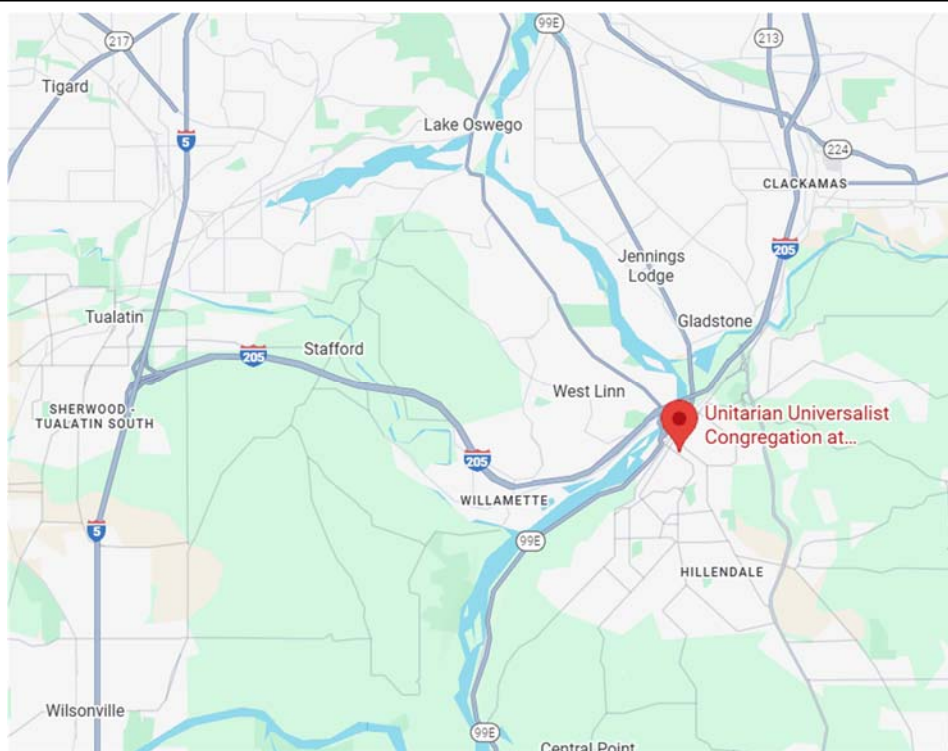 99E
213
217
Tigard
5
Lake Oswego
224
CLACKAMAS
205
Jennings
Lodge
Tualatin
Gladstone
Stafford
205
West Linn
SHERWOOD -
TUALATIN SOUTH
Unitarian Universalist
Congregation at...
205
WILLAMETTE
5
99E
HILLENDALE
Wilsonville
99E
Central Point